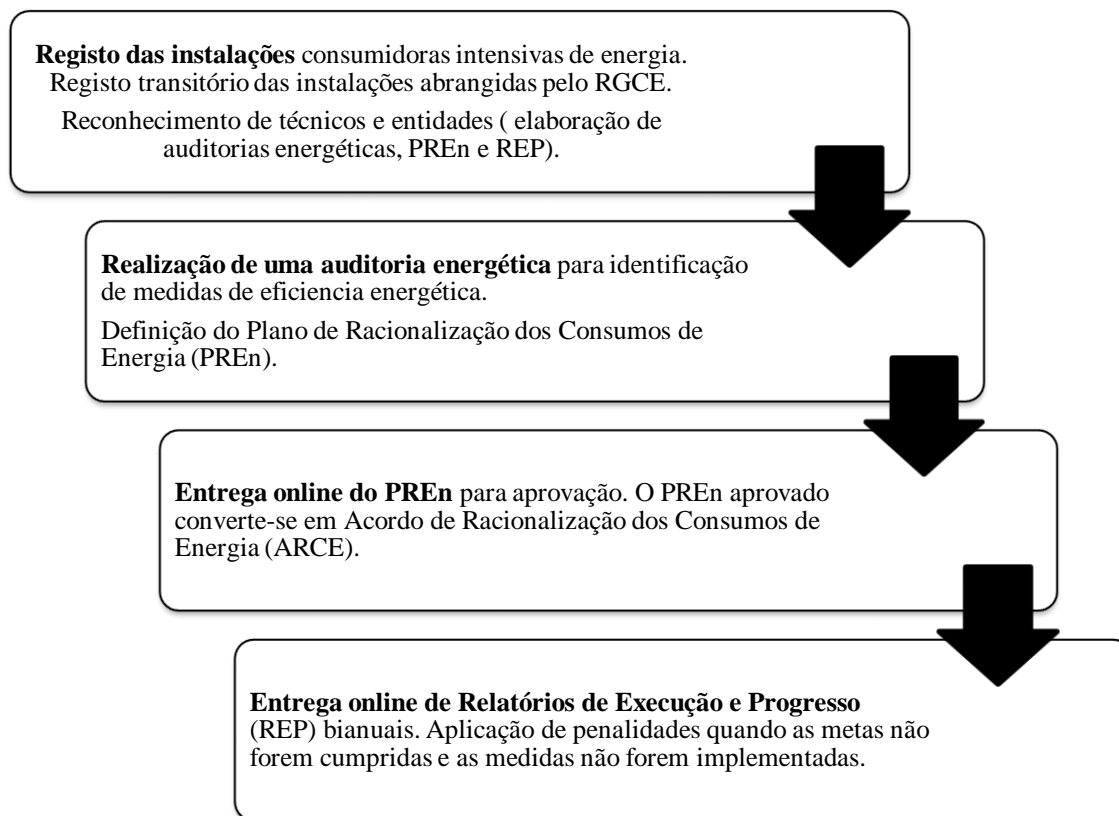 Registo das instalações consumidoras intensivas de energia.
Registo transitório das instalações abrangidas pelo RGCE.
Reconhecimento de técnicos e entidades ( elaboração de
auditorias energéticas, PREn e REP).
Realização de uma auditoria energética para identificação
de medidas de eficiencia energética.
Definição do Plano de Racionalização dos Consumos de
Energia (PREn).
Entrega online do PREn para aprovação. O PREn aprovado
converte-se em Acordo de Racionalização dos Consumos de
Energia (ARCE).
Entrega online de Relatórios de Execução e Progresso
(REP) bianuais. Aplicação de penalidades quando as metas não
forem cumpridas e as medidas não forem implementadas.